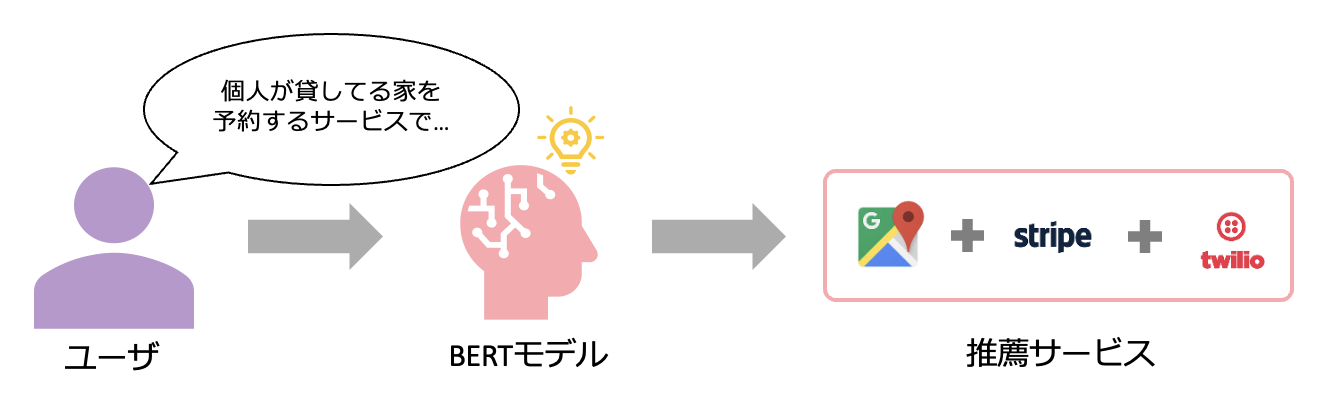 個人が貸してる家を
予約するサービスで...
G
stripe
twilio
ユーザ
BERTモデル
推薦サービス